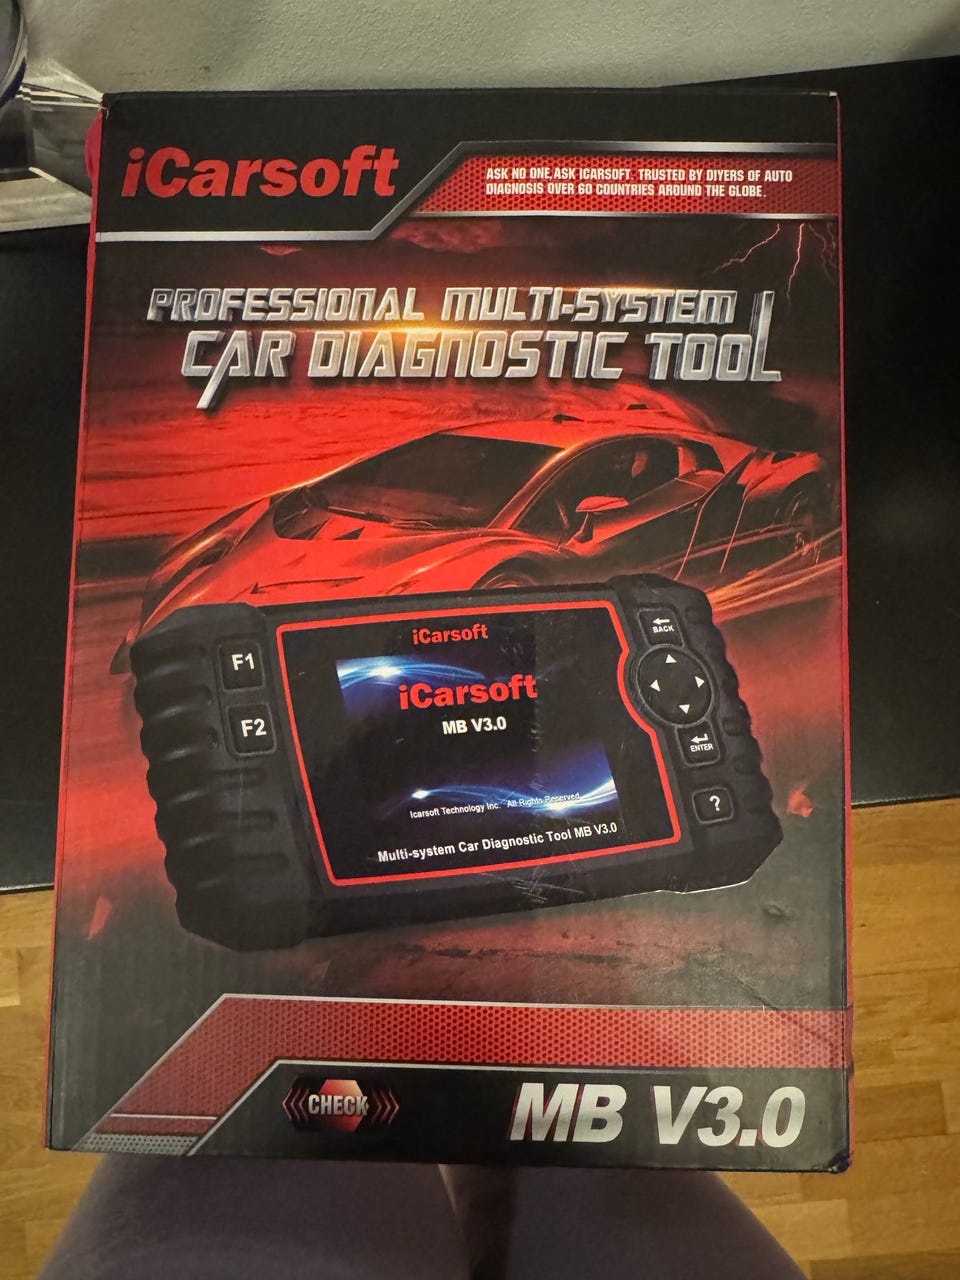 iCarsoft
ASK NO ONE, ASK ICARSOFT. TRUSTED BY DIYERS OF AUTO
DIAGNOSIS OVER 60 COUNTRIES AROUND THE GLOBE.
PROFESSIONAL MULTI-SYSTEM
CAR DIAGNOSTIC TOOL
F1
F2
iCarsoft
iCarsoft
MB V3.0
Icarsoft Technology Inc. All Rights Reserved
Multi-system Car Diagnostic Tool MB V3.0
BACK
ENTER
?
CHECK
MB V3.0